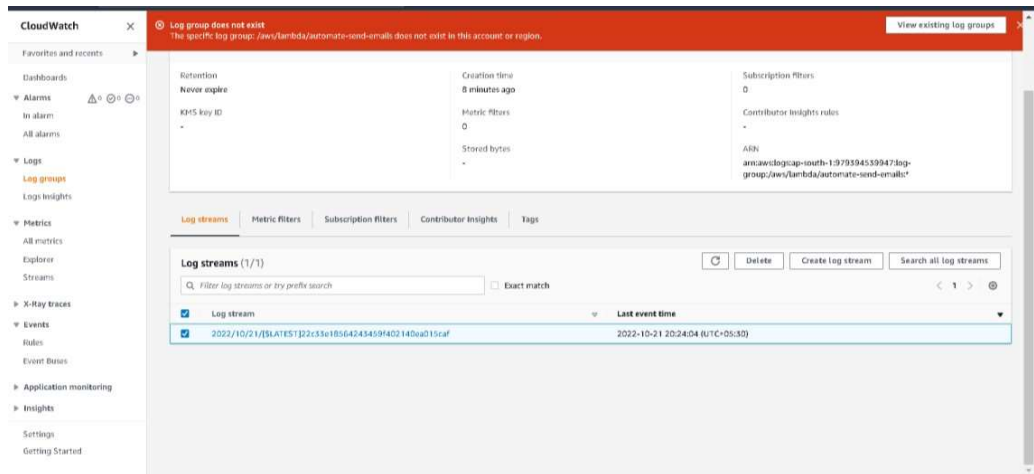 CloudWatch
Log group does not exist
The specific log group: /aws/lambda/automate-send-emails does not exist in this account or region.
View existing log groups
Favorites and recents
Dashboards
Alarms 0 0 0
In alarm
All alarms
Logs
Log groups
Logs Insights
Metrics
All metrics
Explorer
Streams
X-Ray traces
Events
Rules
Event Buses
Application monitoring
Insights
Settings
Getting Started
Retention
Never expire
KMS key ID
-
Creation time
8 minutes ago
Metric filters
0
Stored bytes
-
Subscription filters
0
Contributor Insights rules
-
ARN
arn:aws:logs:ap-south-1:979394539947:log-
group:/aws/lambda/automate-send-emails:*
Log streams Metric filters Subscription filters Contributor Insights Tags
Log streams (1/1)
Delete Create log stream Search all log streams
Filter log streams or try prefix search Exact match 1
Log stream Last event time
2022/10/21/[$LATEST]22c33e18564243459f402140ea015caf 2022-10-21 20:24:04 (UTC+05:30)